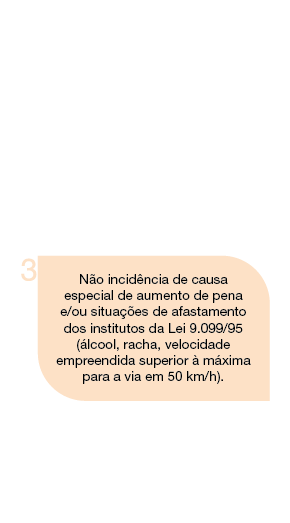 3
Não incidência de causa
especial de aumento de pena
e/ou situações de afastamento
dos institutos da Lei 9.099/95
(álcool, racha, velocidade
empreendida superior à máxima
para a via em 50 km/h).